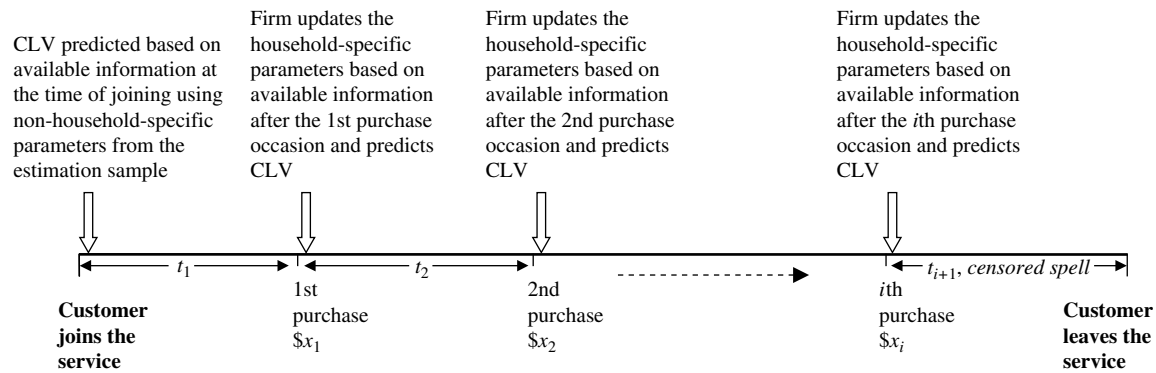 CLV predicted based on
available information at
the time of joining using
non-household-specific
parameters from the
estimation sample
Firm updates the
household-specific
parameters based on
available information
after the 1st purchase
occasion and predicts
CLV
Firm updates the
household-specific
parameters based on
available information
after the 2nd purchase
occasion and predicts
CLV
Firm updates the
household-specific
parameters based on
available information
after the ith purchase
occasion and predicts
CLV
t1
t2
ti+1, censored spell
Customer
joins the
service
1st
purchase
$x1
2nd
purchase
$x2
ith
purchase
$xi
Customer
leaves the
service